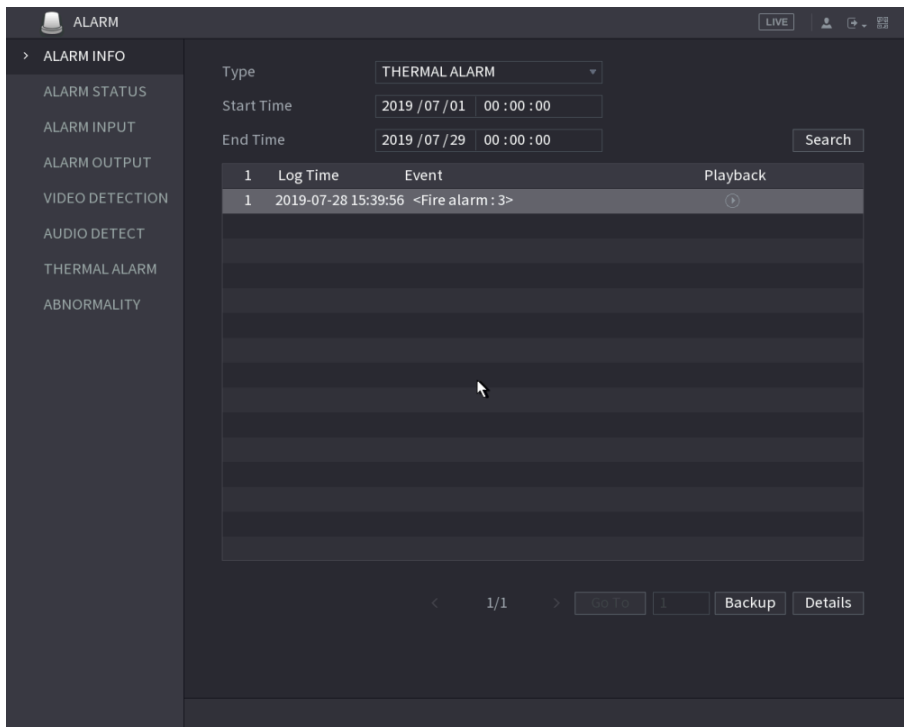 ALARM
LIVE
ALARM INFO
ALARM STATUS
ALARM INPUT
ALARM OUTPUT
VIDEO DETECTION
AUDIO DETECT
THERMAL ALARM
ABNORMALITY
Type THERMAL ALARM
Start Time 2019 /07 /01 00 : 00 : 00
End Time 2019 /07 /29 00 : 00 : 00
Search
1 Log Time Event Playback
1 2019-07-28 15:39:56 <Fire alarm : 3>
< 1/1 > Go To 1 Backup Details